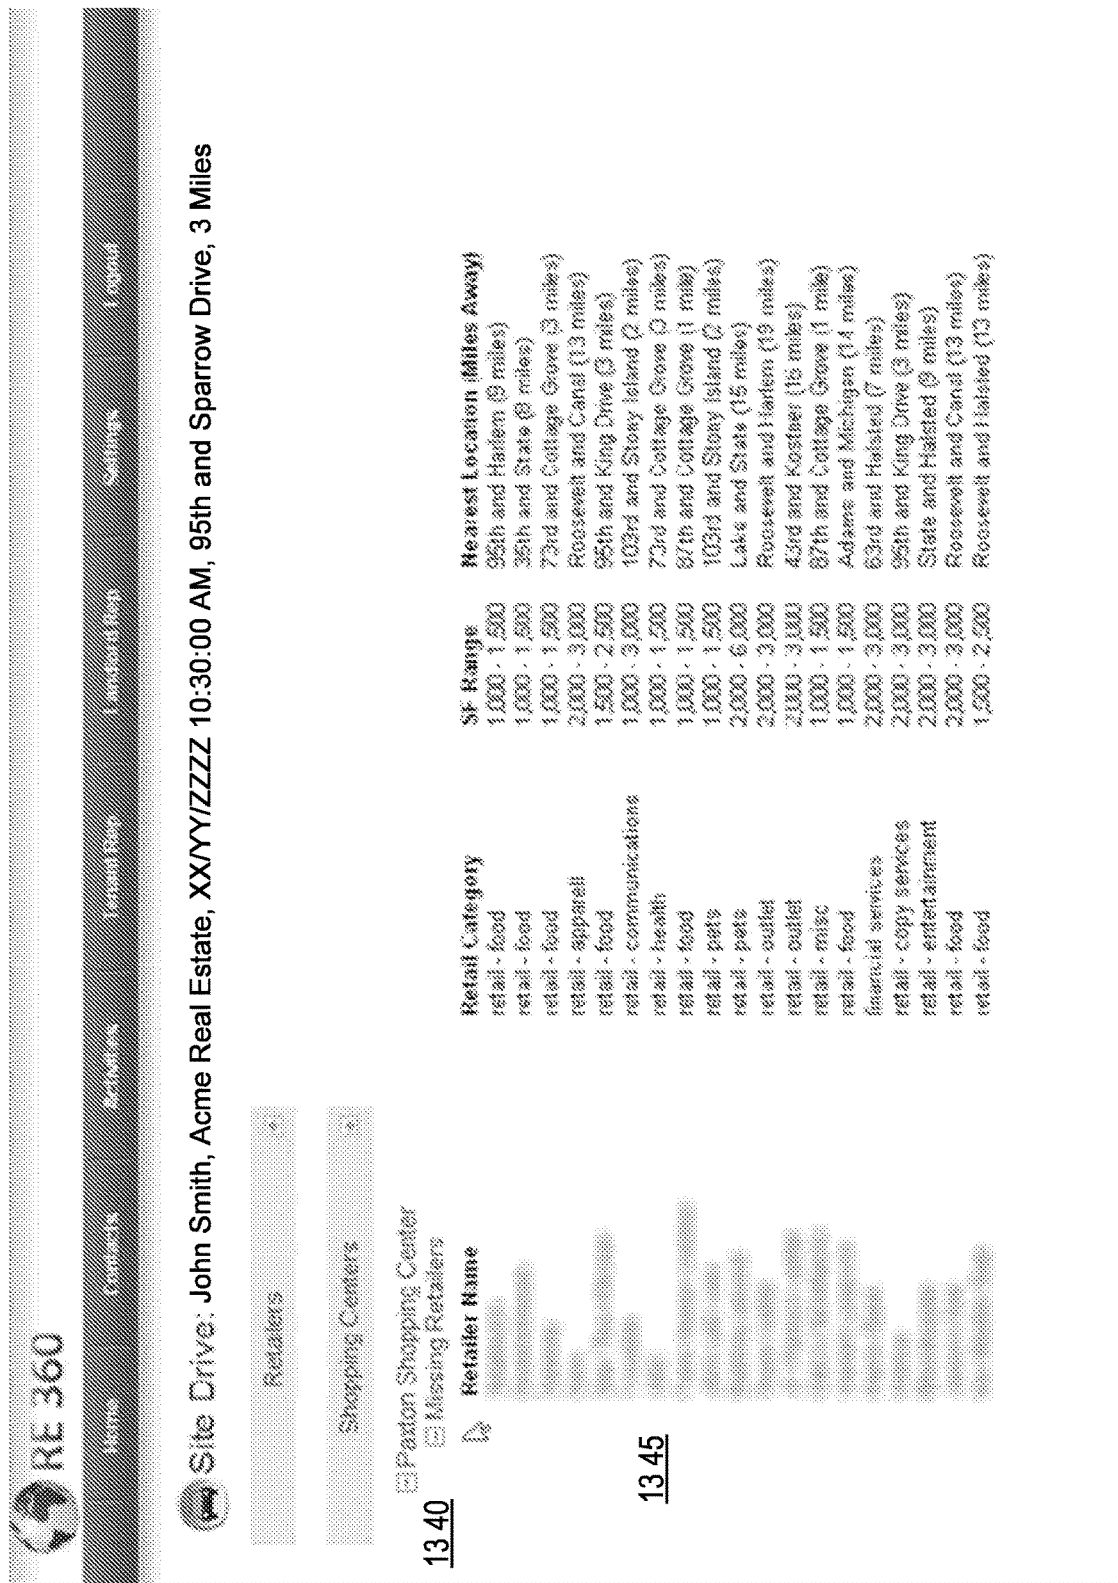 RE 360
Home Contacts Activities Tenant Rep Landlord Rep Settings Logout
Site Drive: John Smith, Acme Real Estate, XX/YY/ZZZZ 10:30:00 AM, 95th and Sparrow Drive, 3 Miles
Retailers
Shopping Centers
Paxton Shopping Center
13 40 Missing Retailers
Retailer Name Retail Category SF Range Nearest Location (Miles Away)
retail - food 1,000 - 1,500 95th and Harlem (9 miles)
retail - food 1,000 - 1,500 35th and State (9 miles)
retail - food 1,000 - 1,500 73rd and Cottage Grove (3 miles)
retail - apparell 2,000 - 3,000 Roosevelt and Canal (13 miles)
retail - food 1,500 - 2,500 95th and King Drive (3 miles)
retail - communications 1,000 - 3,000 103rd and Stony Island (2 miles)
13 45 retail - health 1,000 - 1,500 73rd and Cottage Grove (3 miles)
retail - food 1,000 - 1,500 87th and Cottage Grove (1 mile)
retail - pets 1,000 - 1,500 103rd and Stony Island (2 miles)
retail - pets 2,000 - 6,000 Lake and State (15 miles)
retail - outlet 2,000 - 3,000 Roosevelt and Harlem (19 miles)
retail - outlet 2,000 - 3,000 43rd and Kostner (15 miles)
retail - misc 1,000 - 1,500 87th and Cottage Grove (1 mile)
retail - food 1,000 - 1,500 Adams and Michigan (14 miles)
financial services 2,000 - 3,000 63rd and Halsted (7 miles)
retail - copy services 2,000 - 3,000 95th and King Drive (3 miles)
retail - entertainment 2,000 - 3,000 State and Halsted (9 miles)
retail - food 2,000 - 3,000 Roosevelt and Canal (13 miles)
retail - food 1,500 - 2,500 Roosevelt and Halsted (13 miles)